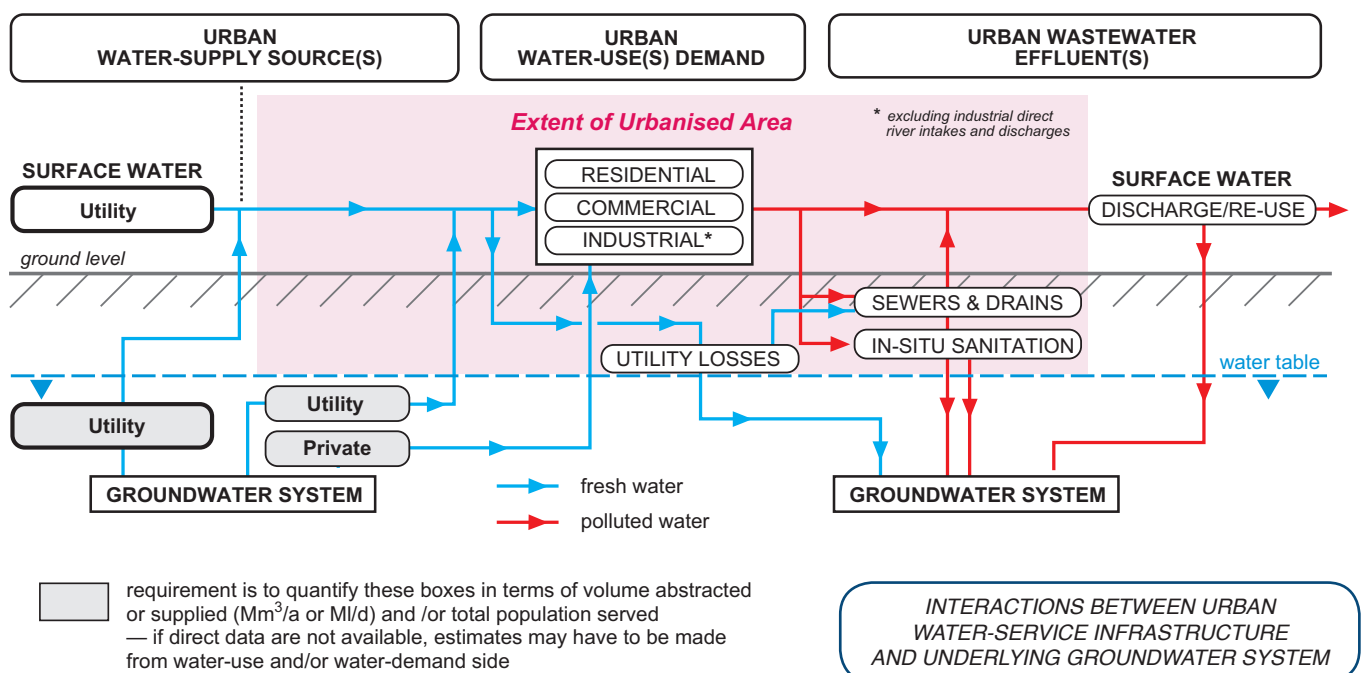 URBAN
WATER-SUPPLY SOURCE(S)
URBAN
WATER-USE(S) DEMAND
URBAN WASTEWATER
EFFLUENT(S)
Extent of Urbanised Area
* excluding industrial direct
river intakes and discharges
SURFACE WATER
Utility
RESIDENTIAL
COMMERCIAL
INDUSTRIAL*
SURFACE WATER
DISCHARGE/RE-USE
ground level
SEWERS & DRAINS
UTILITY LOSSES
IN-SITU SANITATION
water table
Utility
Utility
Private
GROUNDWATER SYSTEM
GROUNDWATER SYSTEM
fresh water
polluted water
requirement is to quantify these boxes in terms of volume abstracted
or supplied (Mm³/a or Ml/d) and /or total population served
— if direct data are not available, estimates may have to be made
from water-use and/or water-demand side
INTERACTIONS BETWEEN URBAN
WATER-SERVICE INFRASTRUCTURE
AND UNDERLYING GROUNDWATER SYSTEM